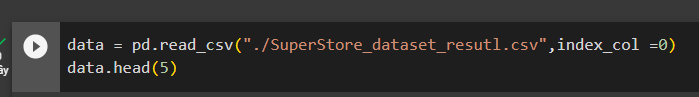 data = pd.read_csv("./SuperStore_dataset_resutl.csv",index_col =0)
data.head(5)